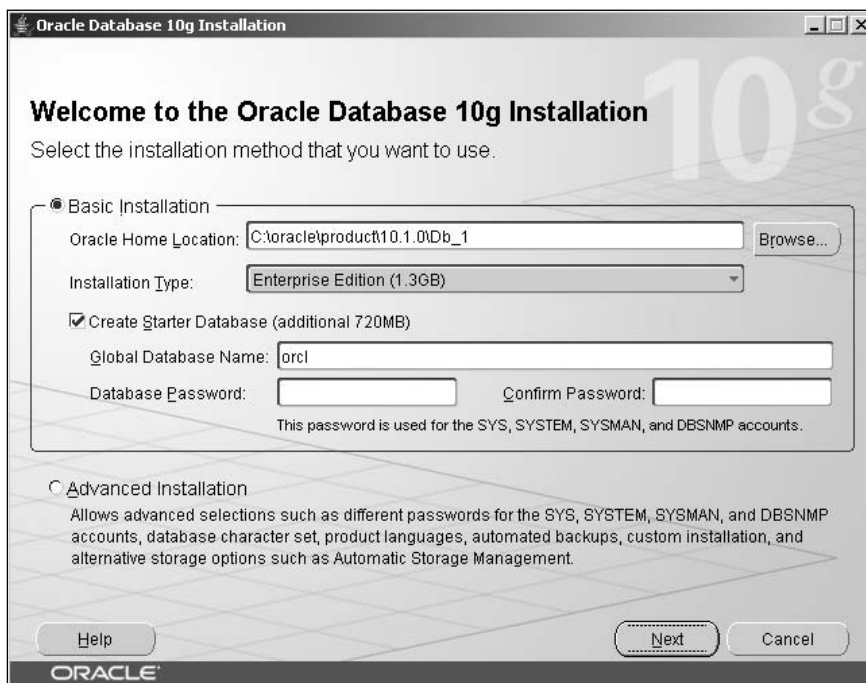 Oracle Database 10g Installation
10g
Welcome to the Oracle Database 10g Installation
Select the installation method that you want to use.
Basic Installation
Oracle Home Location: C:\oracle\product\10.1.0\Db_1 Browse...
Installation Type: Enterprise Edition (1.3GB)
Create Starter Database (additional 720MB)
Global Database Name: orcl
Database Password: Confirm Password:
This password is used for the SYS, SYSTEM, SYSMAN, and DBSNMP accounts.
Advanced Installation
Allows advanced selections such as different passwords for the SYS, SYSTEM, SYSMAN, and DBSNMP
accounts, database character set, product languages, automated backups, custom installation, and
alternative storage options such as Automatic Storage Management.
Help Next Cancel
ORACLE